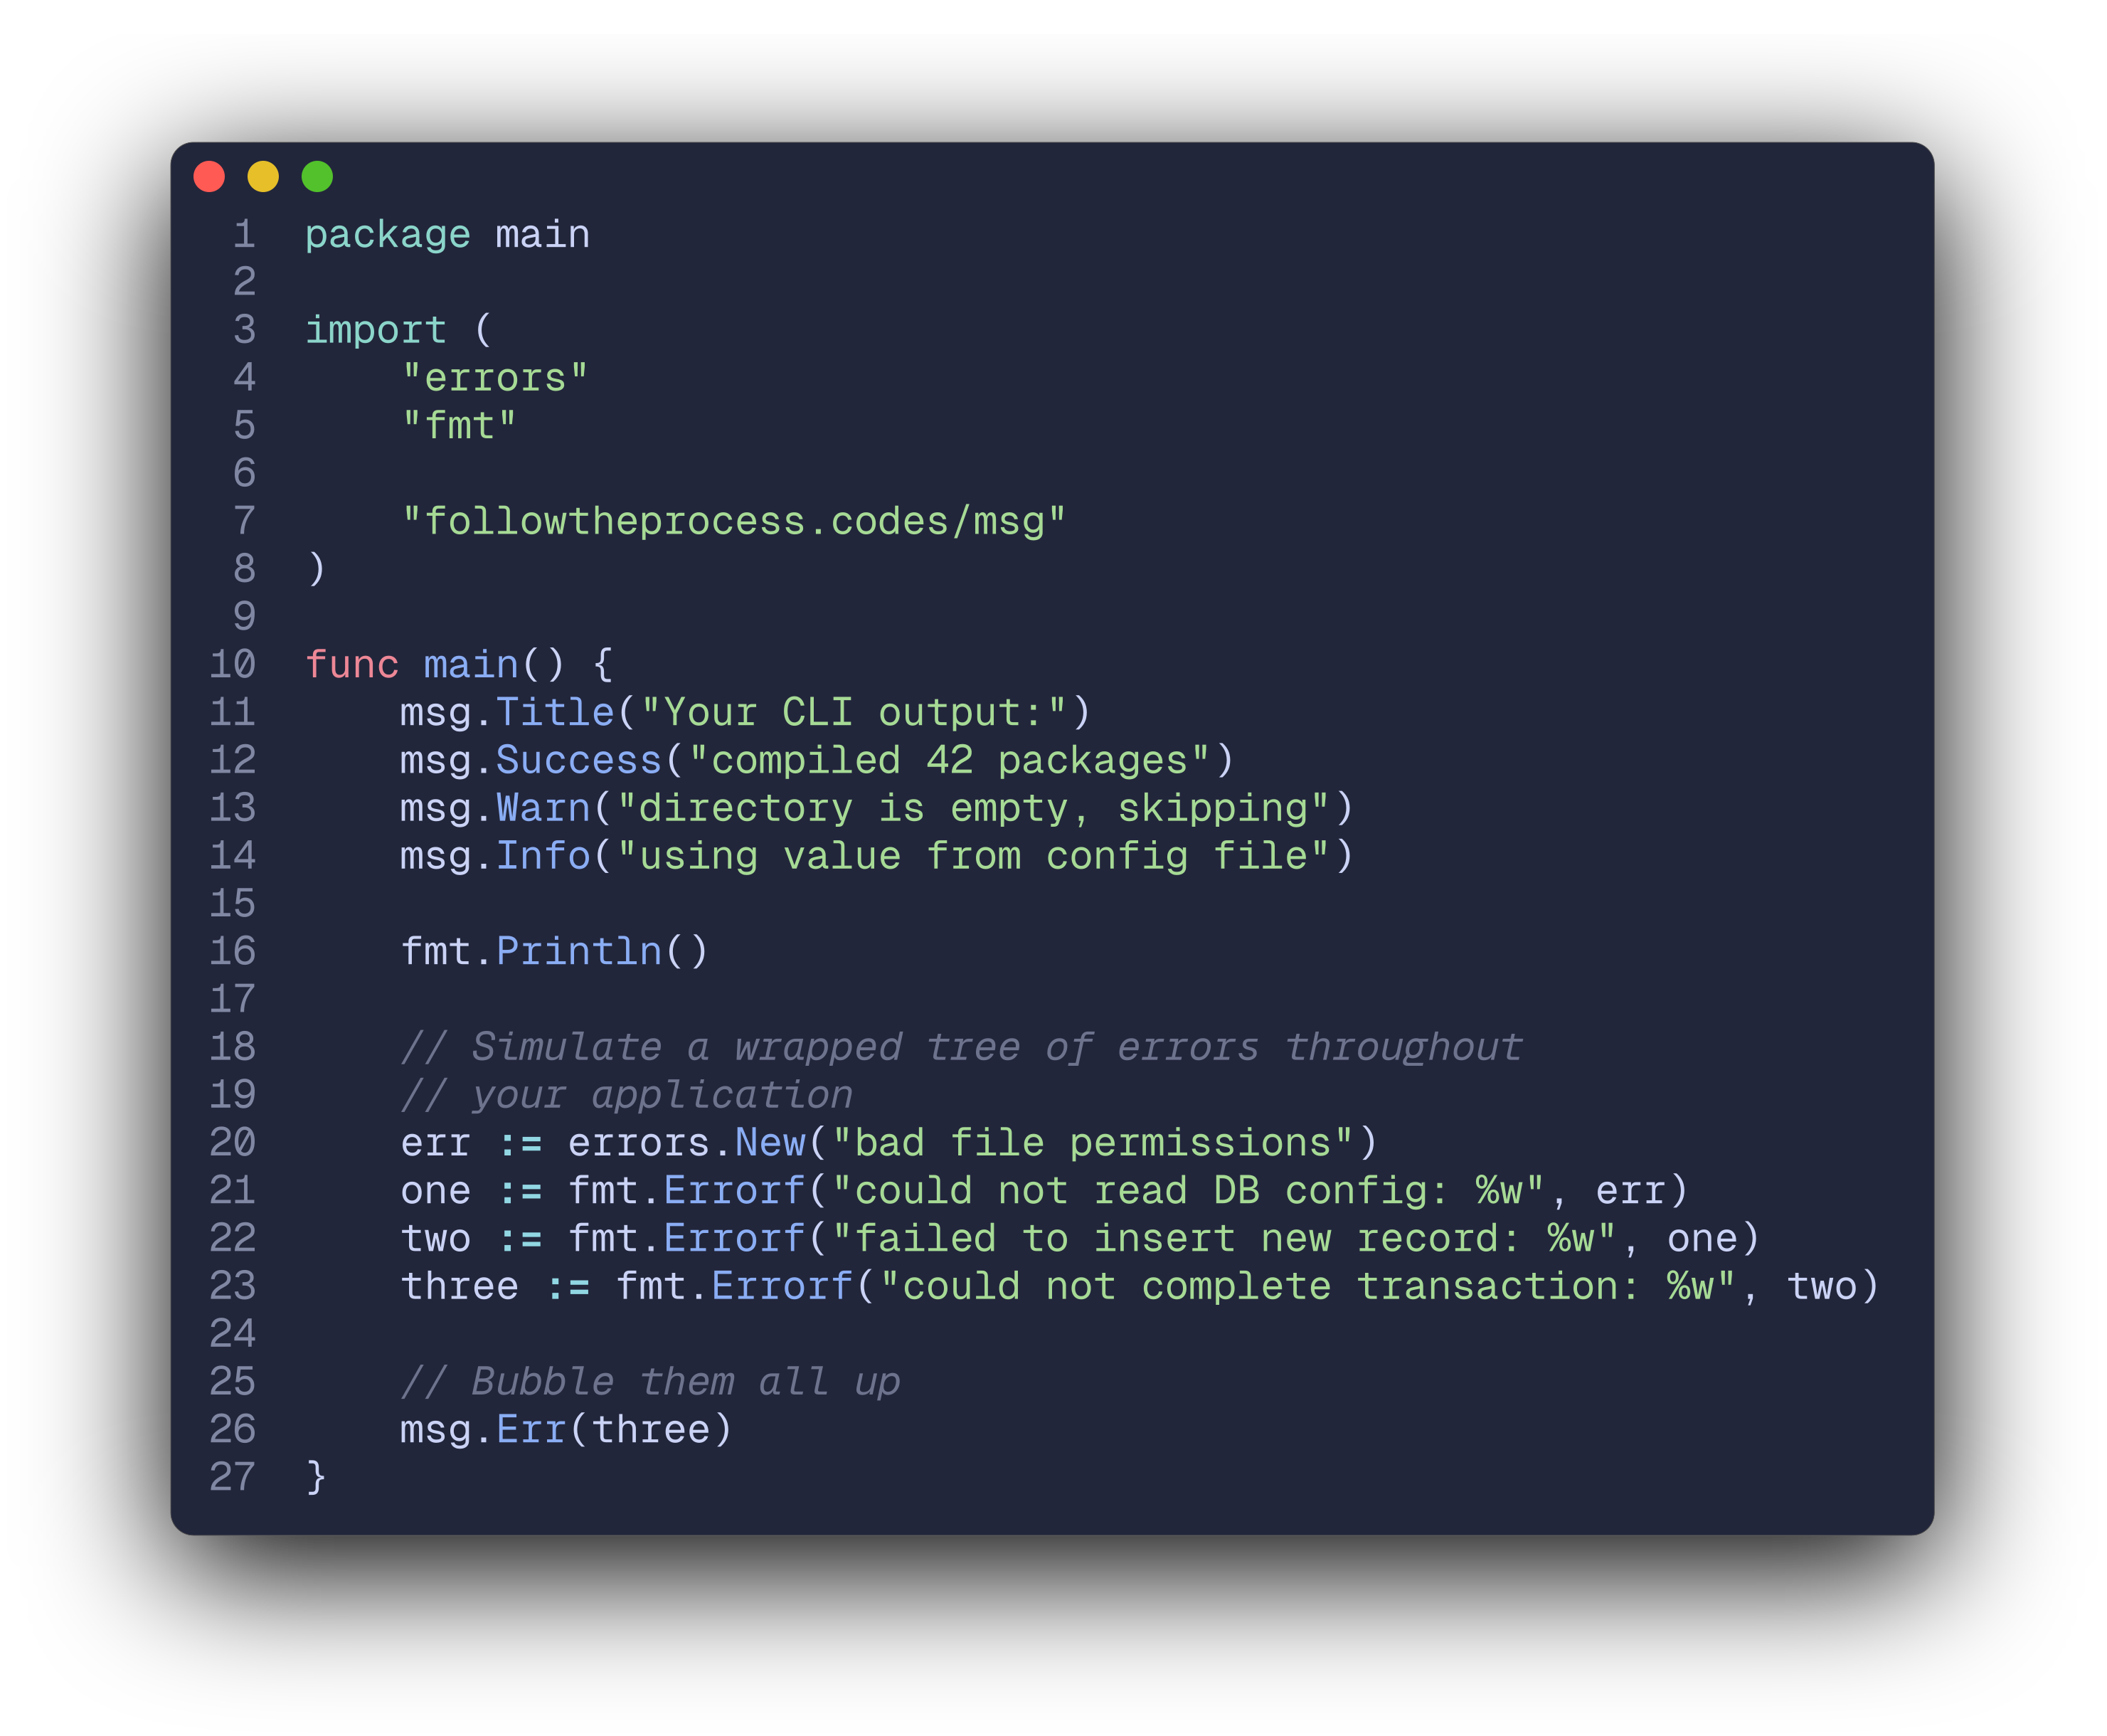 1 package main
2
3 import (
4     "errors"
5     "fmt"
6
7     "followtheprocess.codes/msg"
8 )
9
10 func main() {
11     msg.Title("Your CLI output:")
12     msg.Success("compiled 42 packages")
13     msg.Warn("directory is empty, skipping")
14     msg.Info("using value from config file")
15
16     fmt.Println()
17
18     // Simulate a wrapped tree of errors throughout
19     // your application
20     err := errors.New("bad file permissions")
21     one := fmt.Errorf("could not read DB config: %w", err)
22     two := fmt.Errorf("failed to insert new record: %w", one)
23     three := fmt.Errorf("could not complete transaction: %w", two)
24
25     // Bubble them all up
26     msg.Err(three)
27 }